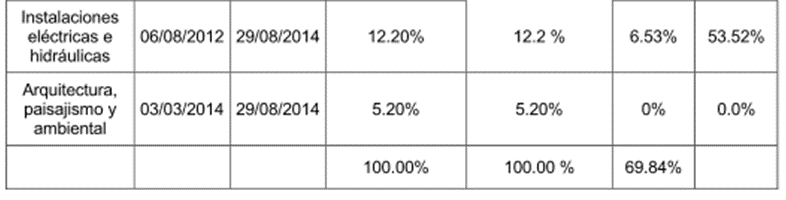 Instalaciones
eléctricas e
hidráulicas
06/08/2012 29/08/2014 12.20% 12.2 % 6.53% 53.52%
Arquitectura,
paisajismo y
ambiental
03/03/2014 29/08/2014 5.20% 5.20% 0% 0.0%
100.00% 100.00 % 69.84%